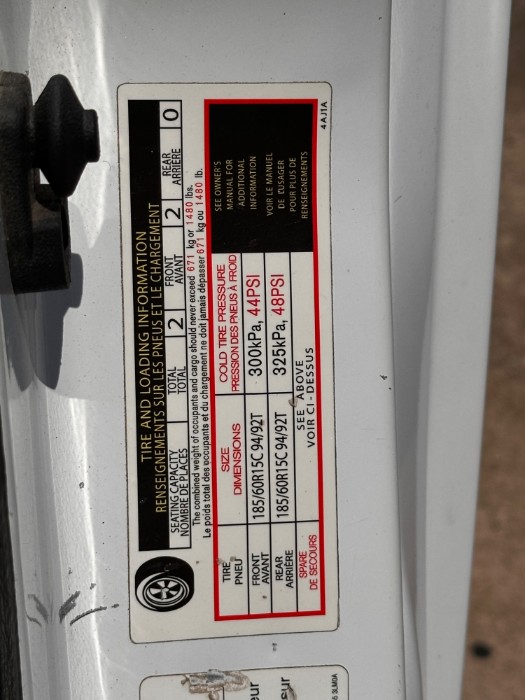 TIRE AND LOADING INFORMATION
RENSEIGNEMENTS SUR LES PNEUS ET LE CHARGEMENT
SEATING CAPACITY TOTAL 2 FRONT 2 REAR 0
NOMBRE DE PLACES TOTAL AVANT ARRIÈRE
The combined weight of occupants and cargo should never exceed 671 kg or 1480 lbs.
Le poids total des occupants et du chargement ne doit jamais dépasser 671 kg ou 1480 lb.
TIRE SIZE COLD TIRE PRESSURE
PNEU DIMENSIONS PRESSION DES PNEUS À FROID
FRONT 185/60R15C 94/92T 300kPa, 44PSI
AVANT
REAR 185/60R15C 94/92T 325kPa, 48PSI
ARRIÈRE
SPARE SEE ABOVE
DE SECOURS VOIR CI-DESSUS
SEE OWNER'S
MANUAL FOR
ADDITIONAL
INFORMATION
VOIR LE MANUEL
DE L'USAGER
POUR PLUS DE
RENSEIGNEMENTS
4AJ1A
eur
eur